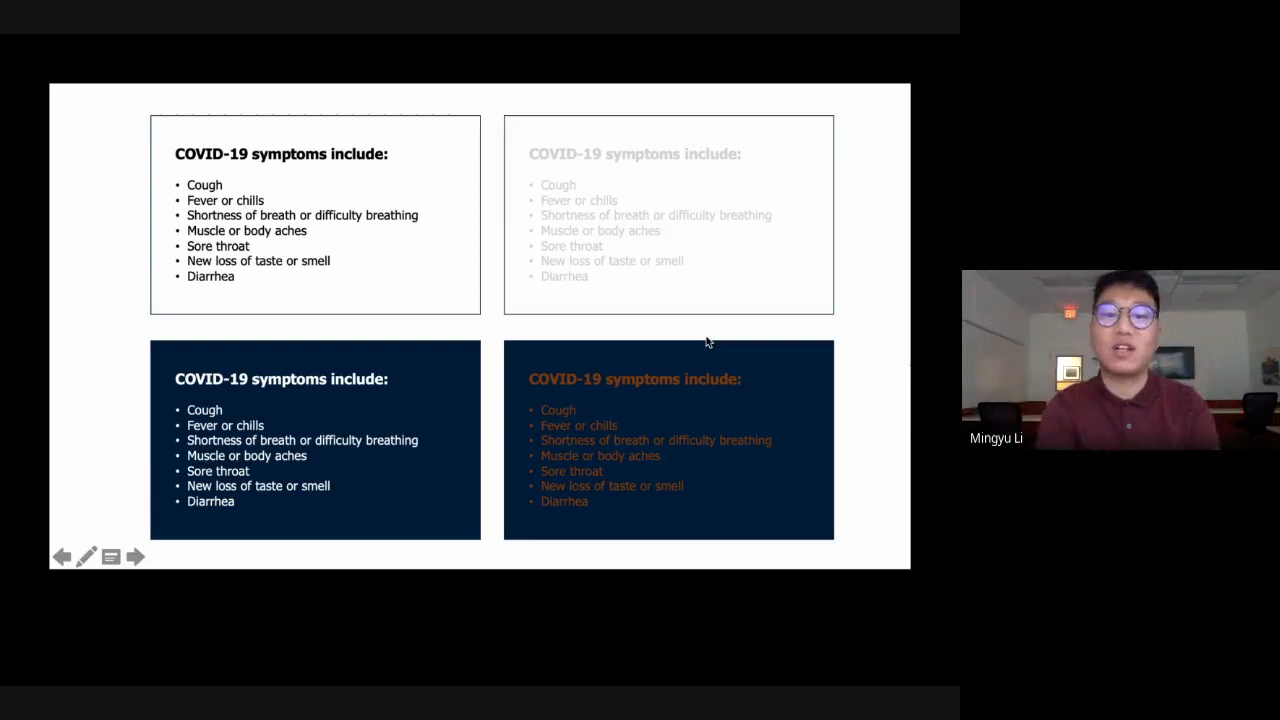 COVID-19 symptoms include:
• Cough
• Fever or chills
• Shortness of breath or difficulty breathing
• Muscle or body aches
• Sore throat
• New loss of taste or smell
• Diarrhea
COVID-19 symptoms include:
• Cough
• Fever or chills
• Shortness of breath or difficulty breathing
• Muscle or body aches
• Sore throat
• New loss of taste or smell
• Diarrhea
COVID-19 symptoms include:
• Cough
• Fever or chills
• Shortness of breath or difficulty breathing
• Muscle or body aches
• Sore throat
• New loss of taste or smell
• Diarrhea
COVID-19 symptoms include:
• Cough
• Fever or chills
• Shortness of breath or difficulty breathing
• Muscle or body aches
• Sore throat
• New loss of taste or smell
• Diarrhea
EXIT
Mingyu Li